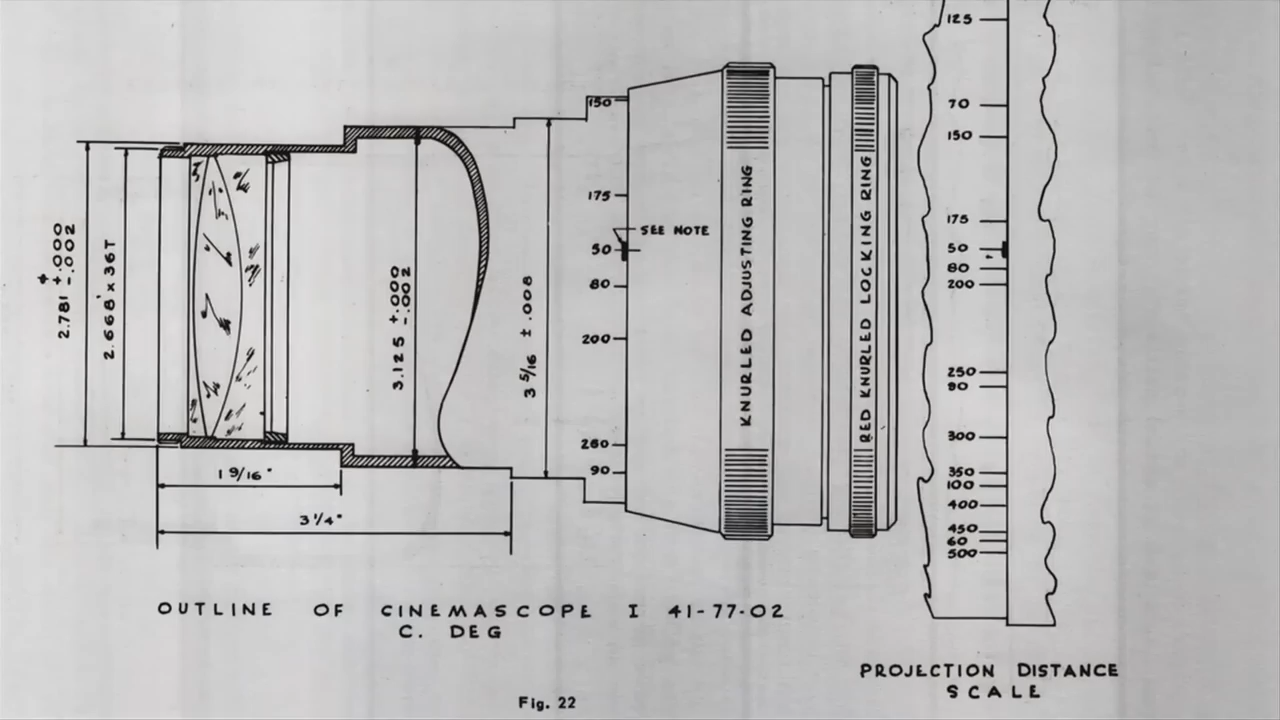 125
70
150
175
50
80
200
250
90
300
350
100
400
450
60
500
150
175
SEE NOTE
50
80
200
260
90
KNURLED ADJUSTING RING
RED KNURLED LOCKING RING
ϕ
2.781 +.000
-.002
2.668' x 36T
3.125 +.000
-.002
3 5/16 ±.008
1 9/16"
3 1/4"
OUTLINE OF CINEMASCOPE I 41-77-02
C. DEG
PROJECTION DISTANCE
SCALE
Fig. 22